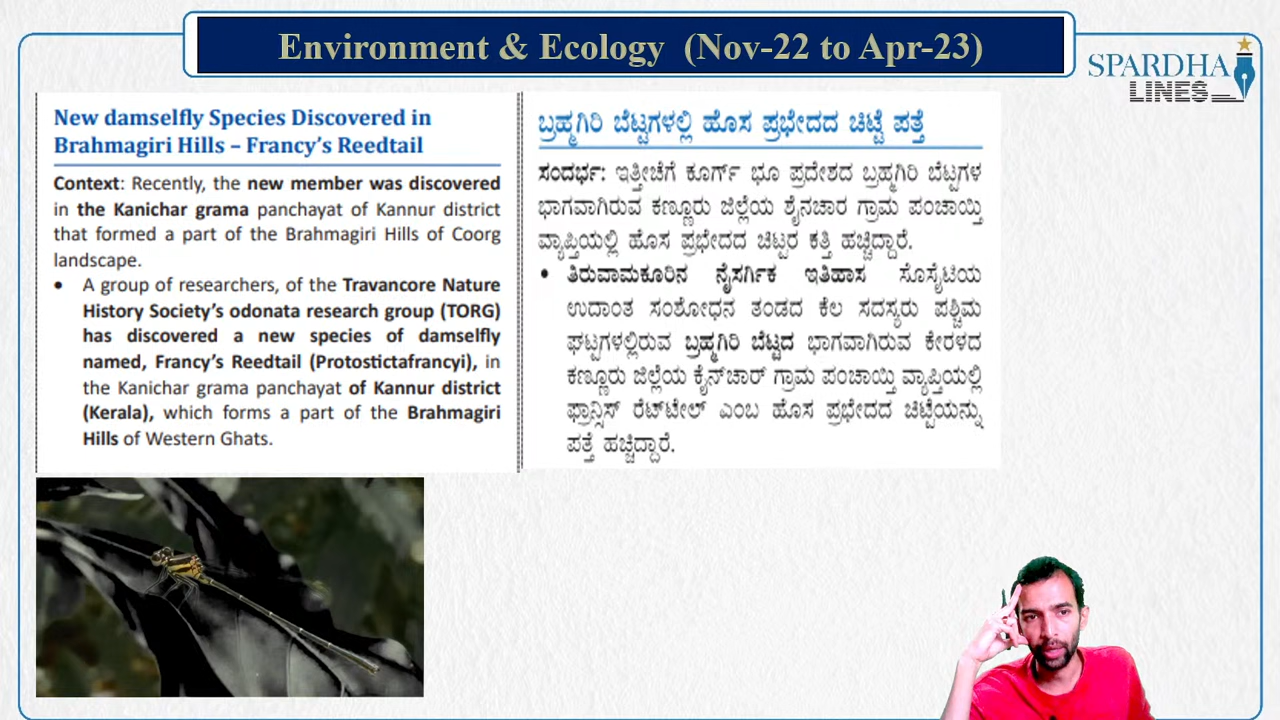 Environment & Ecology (Nov-22 to Apr-23)
SPARDHA
LINES
New damselfly Species Discovered in
Brahmagiri Hills – Francy's Reedtail
Context: Recently, the new member was discovered
in the Kanichar grama panchayat of Kannur district
that formed a part of the Brahmagiri Hills of Coorg
landscape.
• A group of researchers, of the Travancore Nature
History Society's odonata research group (TORG)
has discovered a new species of damselfly
named, Francy's Reedtail (Protostictafrancyi), in
the Kanichar grama panchayat of Kannur district
(Kerala), which forms a part of the Brahmagiri
Hills of Western Ghats.
ಬ್ರಹ್ಮಗಿರಿ ಬೆಟ್ಟಗಳಲ್ಲಿ ಹೊಸ ಪ್ರಭೇದದ ಚಿಟ್ಟೆ ಪತ್ತೆ
ಸಂದರ್ಭ: ಇತ್ತೀಚೆಗೆ ಕೂರ್ಗ್ ಭೂ ಪ್ರದೇಶದ ಬ್ರಹ್ಮಗಿರಿ ಬೆಟ್ಟಗಳ
ಭಾಗವಾಗಿರುವ ಕಣ್ಣೂರು ಜಿಲ್ಲೆಯ ಶೈನಚಾರ ಗ್ರಾಮ ಪಂಚಾಯ್ತಿ
ವ್ಯಾಪ್ತಿಯಲ್ಲಿ ಹೊಸ ಪ್ರಭೇದದ ಚಿಟ್ಟರ ಕತ್ತಿ ಹಚ್ಚಿದ್ದಾರೆ.
• ತಿರುವಾಮಕೂರಿನ ನೈಸರ್ಗಿಕ ಇತಿಹಾಸ ಸೊಸೈಟಿಯ
ಉದಾಂತ ಸಂಶೋಧನ ತಂಡದ ಕೆಲ ಸದಸ್ಯರು ಪಶ್ಚಿಮ
ಘಟ್ಟಗಳಲ್ಲಿರುವ ಬ್ರಹ್ಮಗಿರಿ ಬೆಟ್ಟದ ಭಾಗವಾಗಿರುವ ಕೇರಳದ
ಕಣ್ಣೂರು ಜಿಲ್ಲೆಯ ಕೈನ್‌ಚಾರ್ ಗ್ರಾಮ ಪಂಚಾಯ್ತಿ ವ್ಯಾಪ್ತಿಯಲ್ಲಿ
ಫ್ರಾನ್ಸಿಸ್ ರೆಟ್‌ಟೇಲ್ ಎಂಬ ಹೊಸ ಪ್ರಭೇದದ ಚಿಟ್ಟೆಯನ್ನು
ಪತ್ತೆ ಹಚ್ಚಿದ್ದಾರೆ.